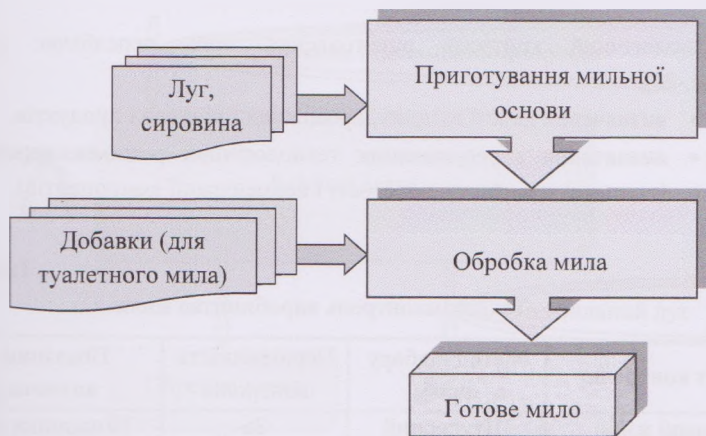 Луг,
сировина
Приготування мильної
основи
Добавки (для
туалетного мила)
Обробка мила
Готове мило